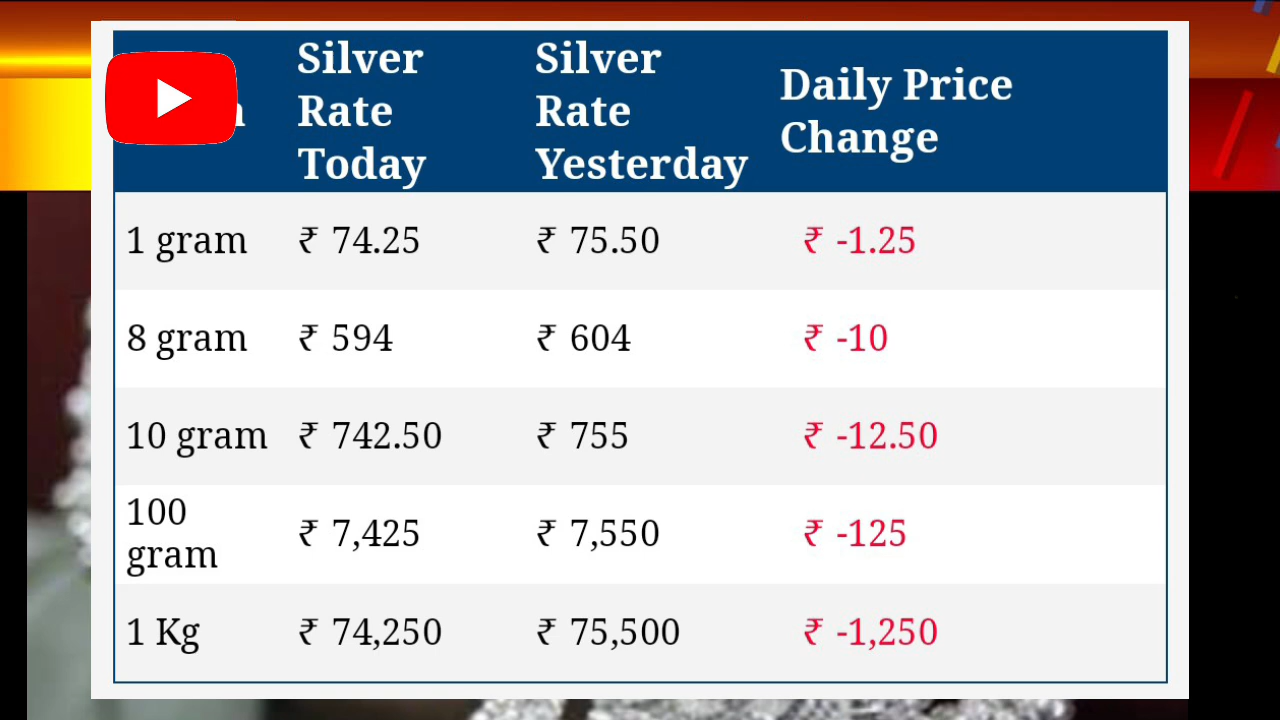 Silver
Rate
Today
Silver
Rate
Yesterday
Daily Price
Change
1 gram ₹ 74.25 ₹ 75.50 ₹ -1.25
8 gram ₹ 594 ₹ 604 ₹ -10
10 gram ₹ 742.50 ₹ 755 ₹ -12.50
100
gram ₹ 7,425 ₹ 7,550 ₹ -125
1 Kg ₹ 74,250 ₹ 75,500 ₹ -1,250